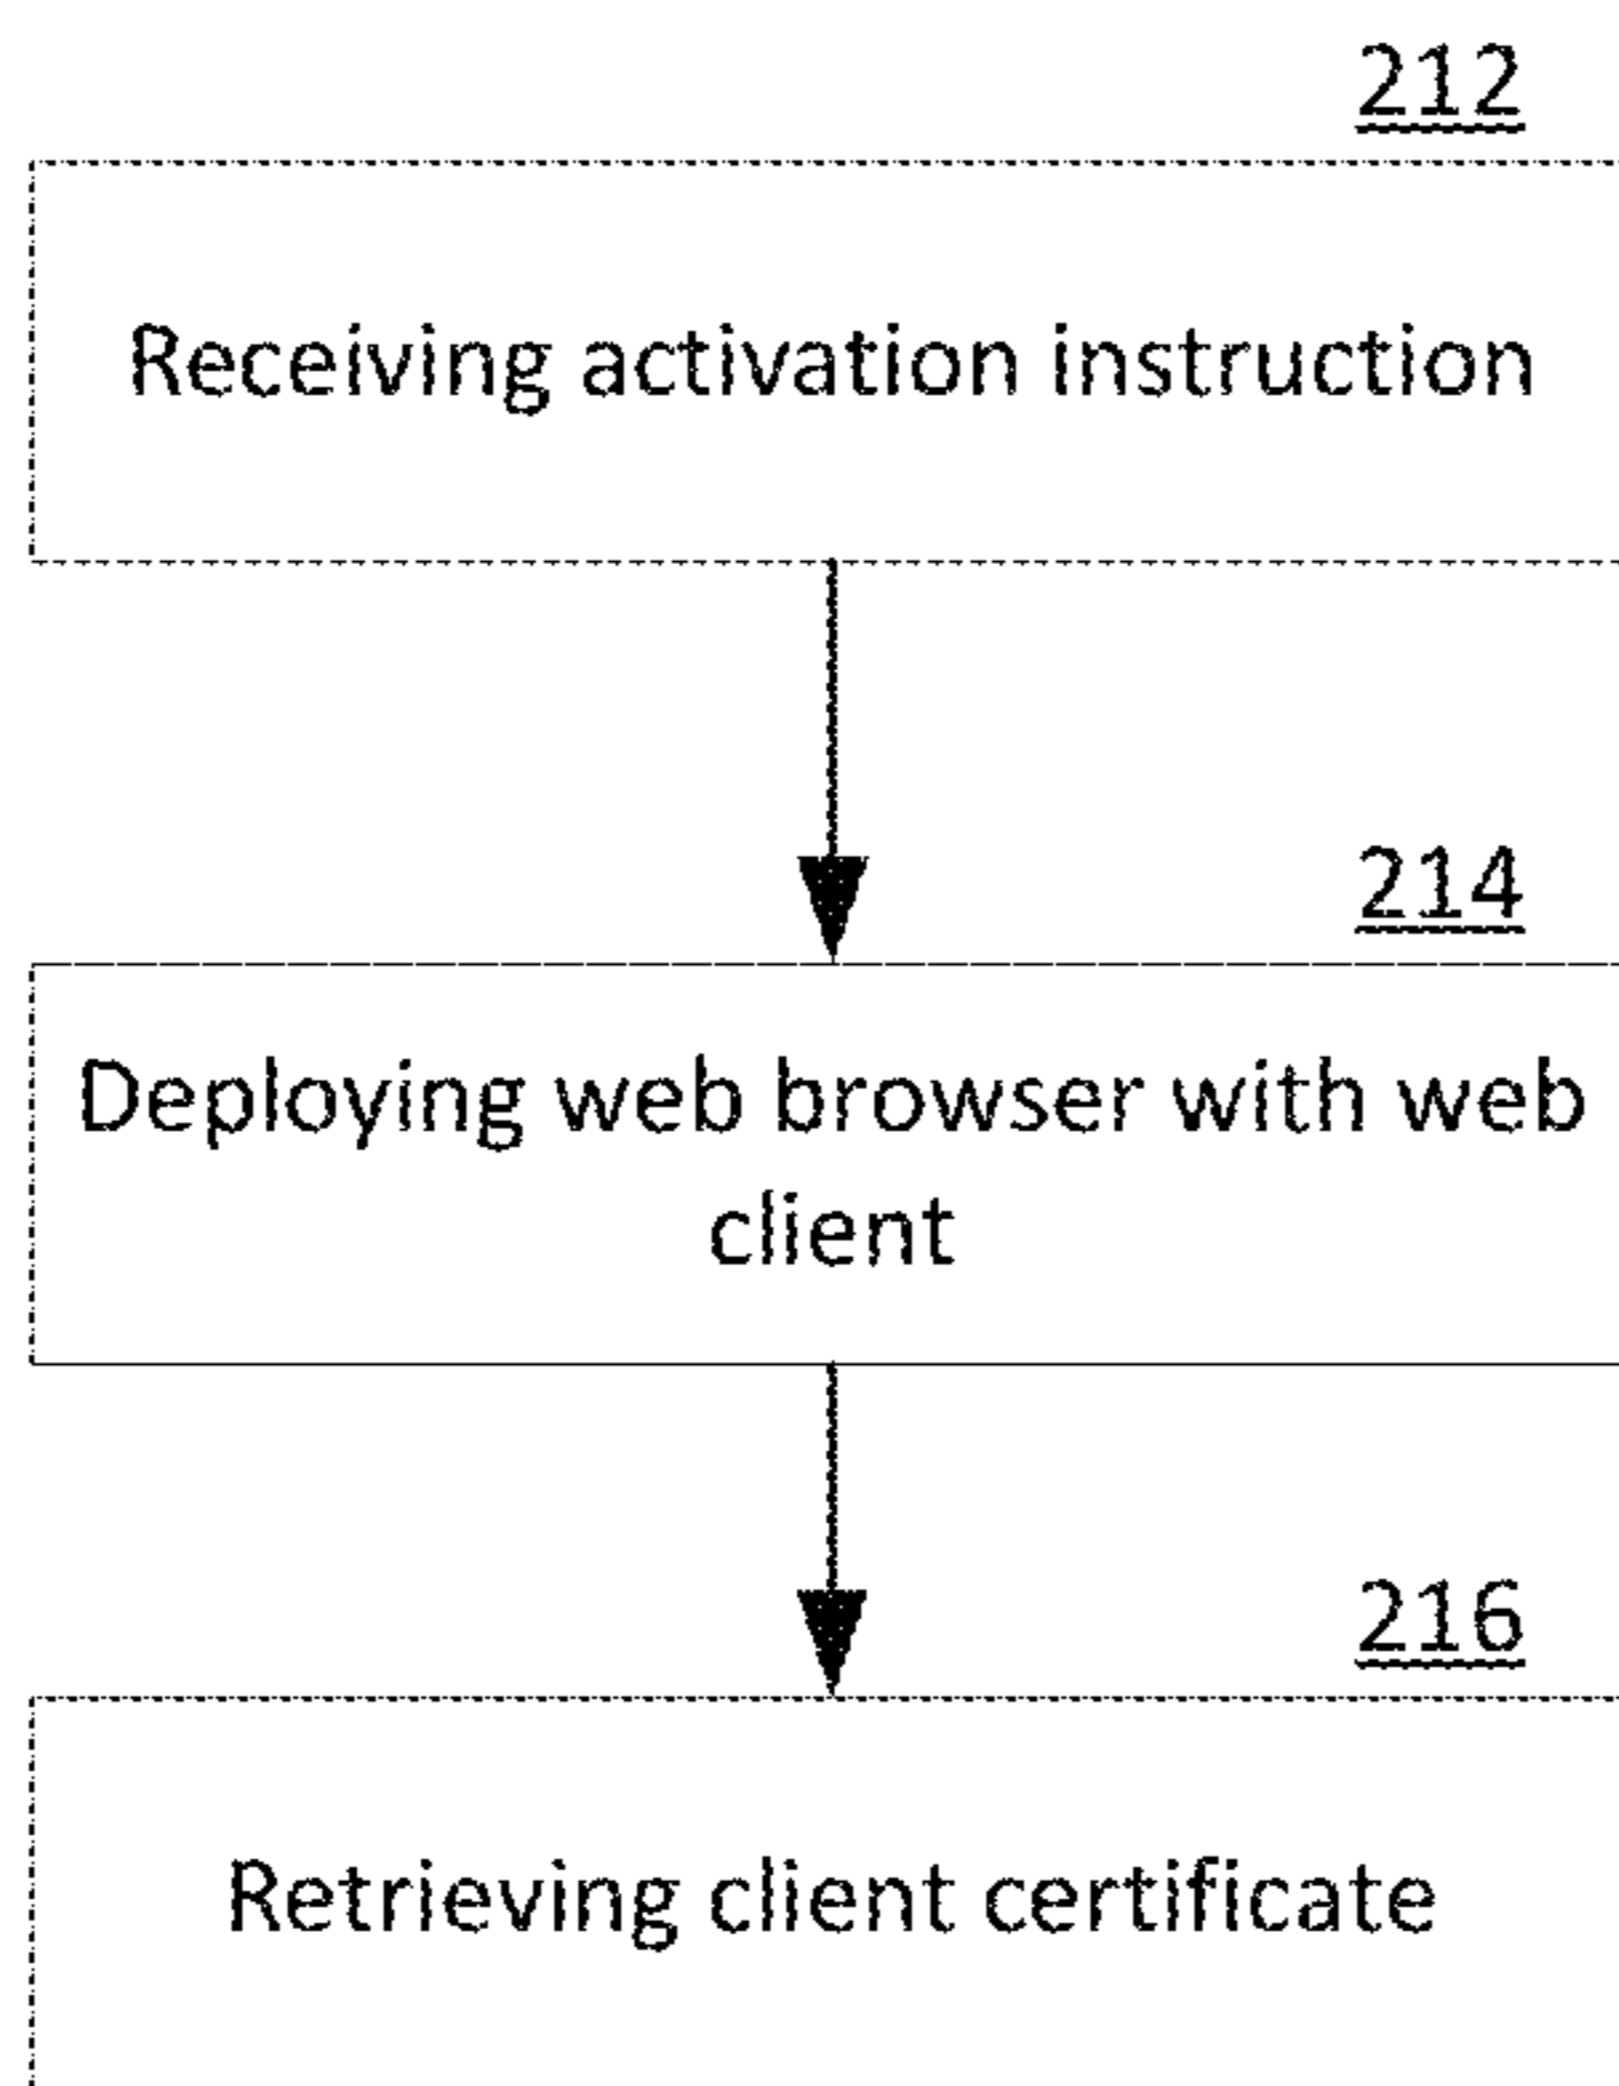 212
Receiving activation instruction
214
Deploying web browser with web
client
216
Retrieving client certificate